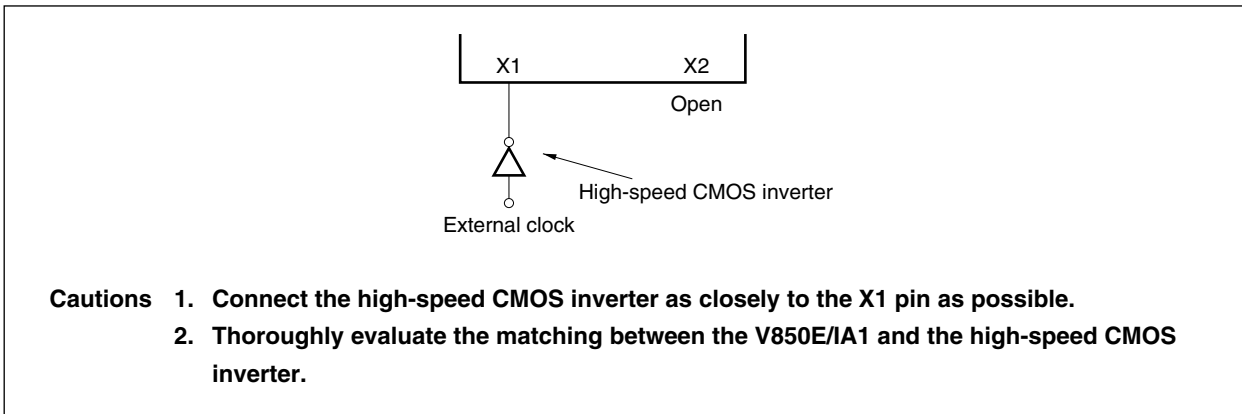 X1 X2
Open
High-speed CMOS inverter
External clock
Cautions 1. Connect the high-speed CMOS inverter as closely to the X1 pin as possible.
2. Thoroughly evaluate the matching between the V850E/IA1 and the high-speed CMOS
inverter.